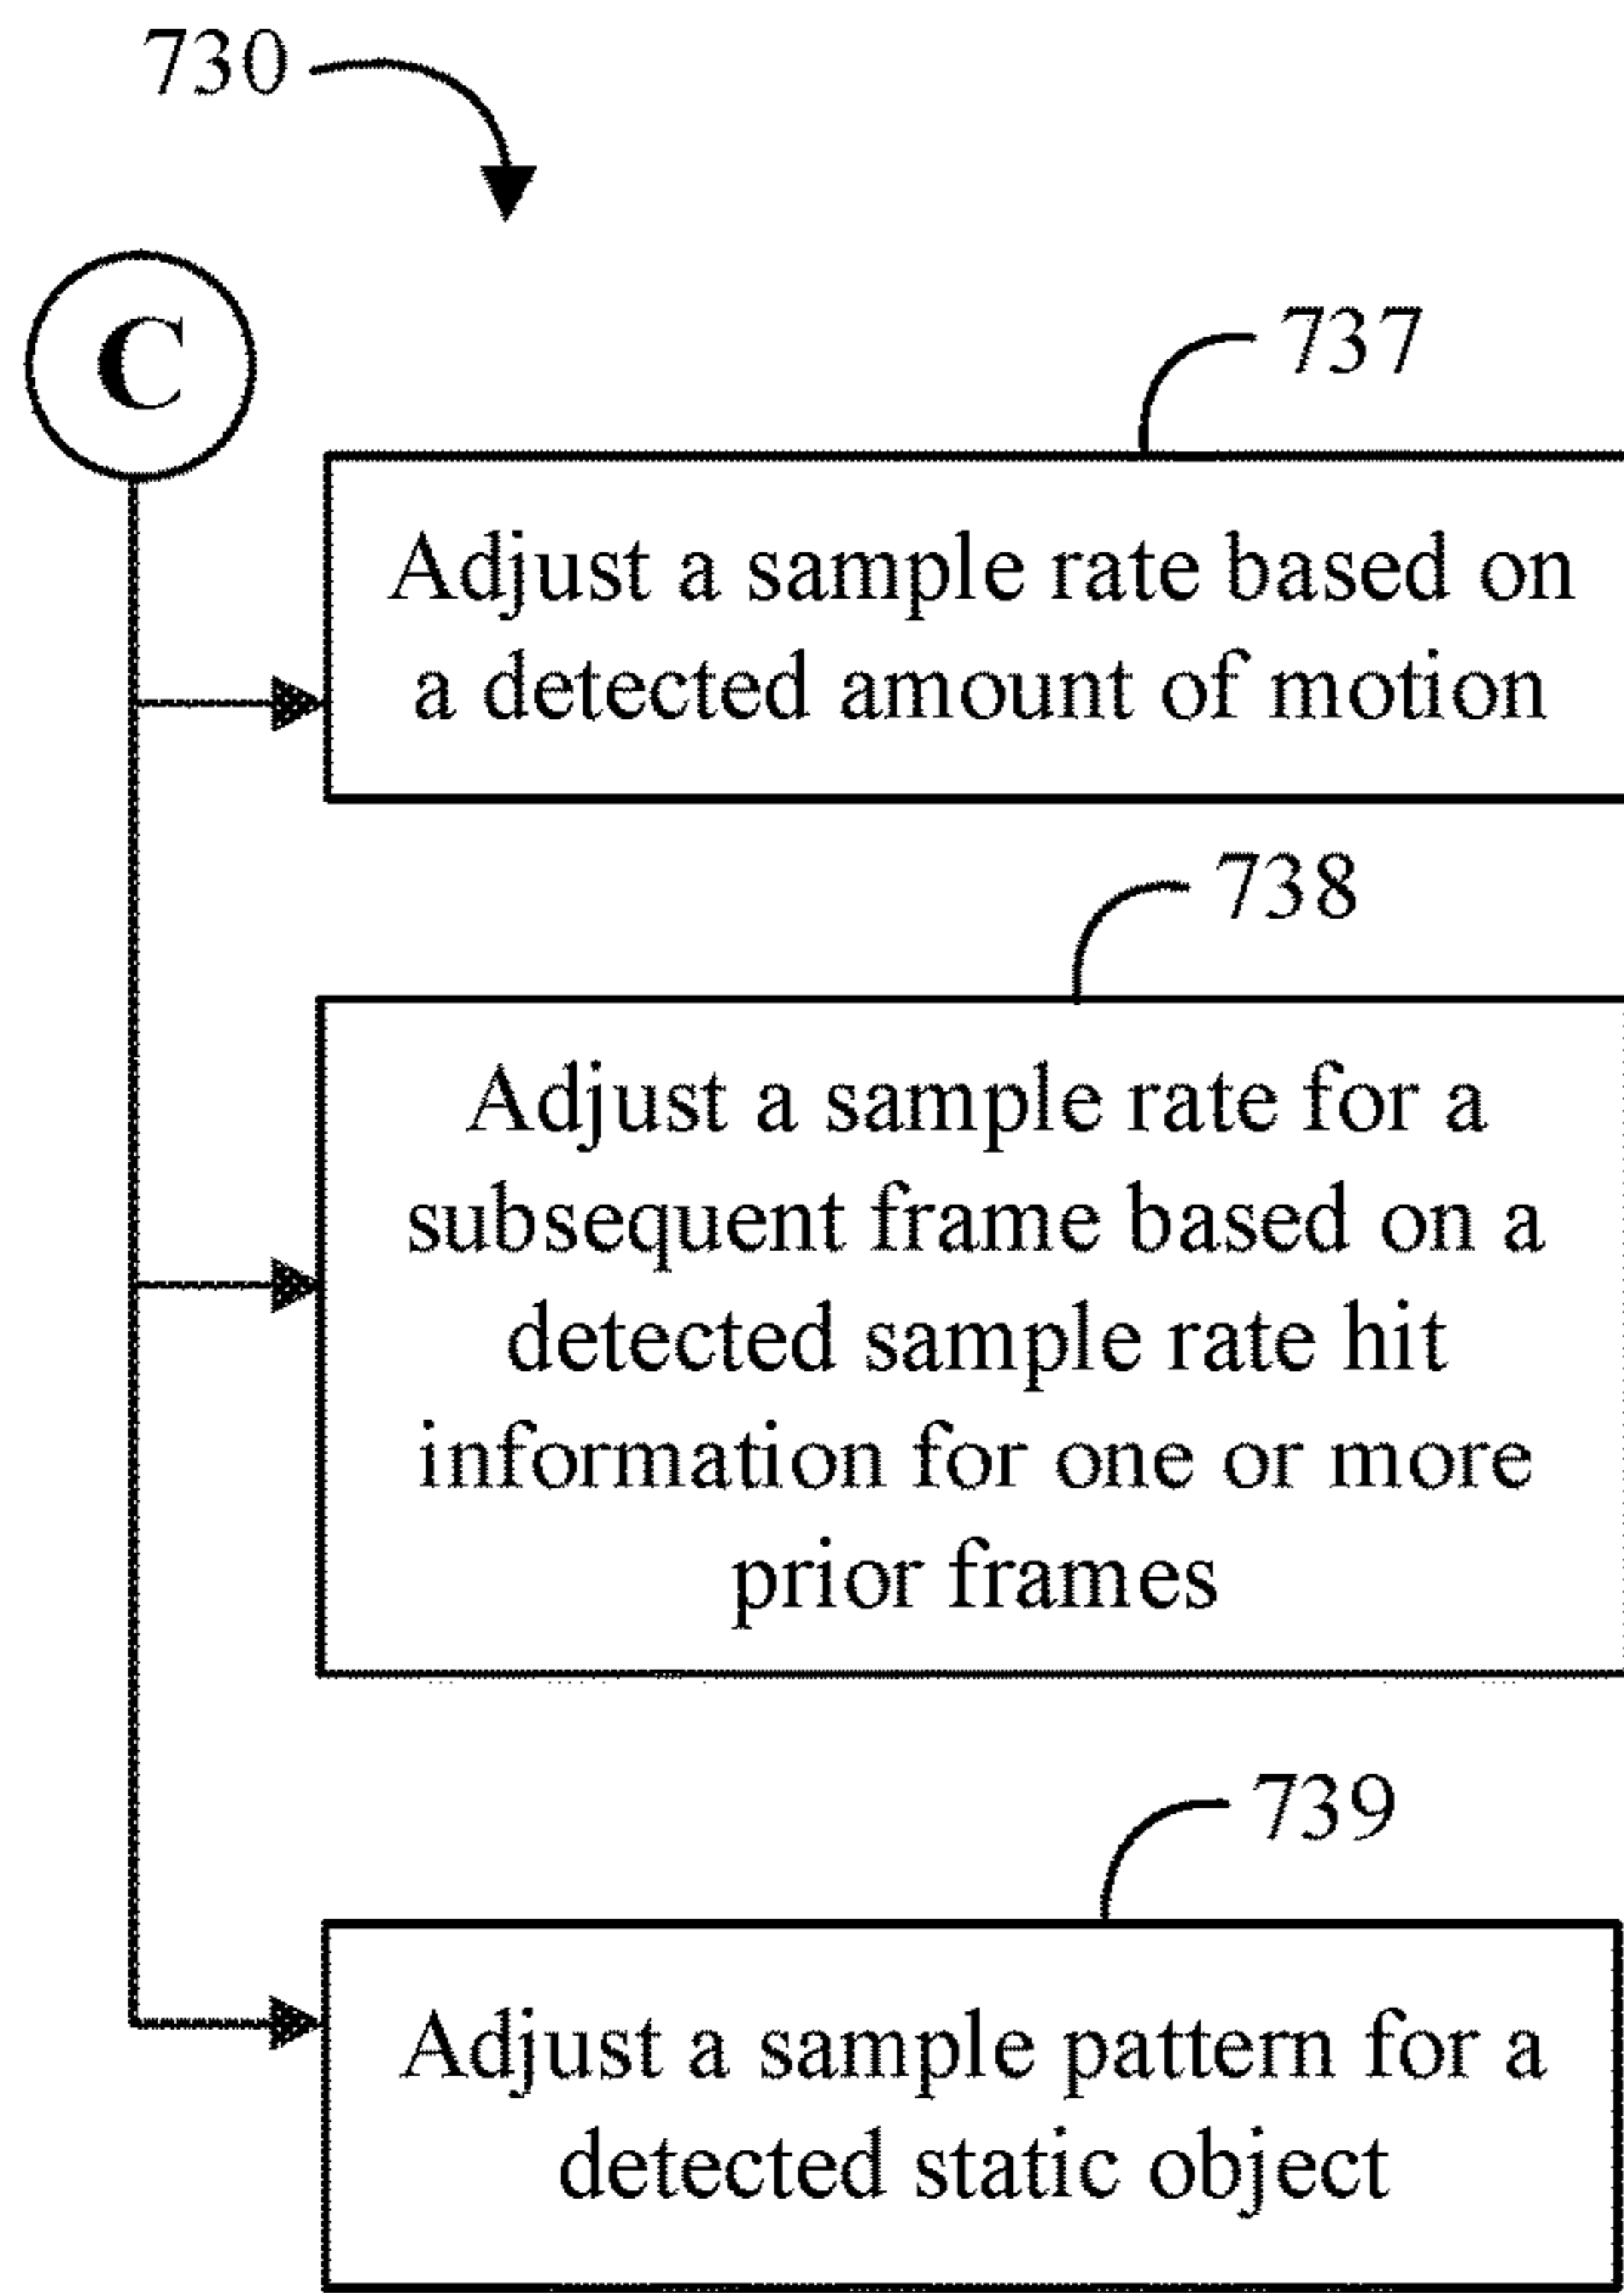 730
C
737
Adjust a sample rate based on
a detected amount of motion
738
Adjust a sample rate for a
subsequent frame based on a
detected sample rate hit
information for one or more
prior frames
739
Adjust a sample pattern for a
detected static object